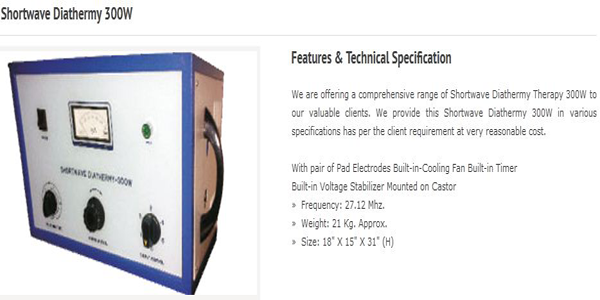 Shortwave Diathermy 300W
Features & Technical Specification
We are offering a comprehensive range of Shortwave Diathermy Therapy 300W to
our valuable clients. We provide this Shortwave Diathermy 300W in various
specifications has per the client requirement at very reasonable cost.
With pair of Pad Electrodes Built-in-Cooling Fan Built-in Timer
Built-in Voltage Stabilizer Mounted on Castor
» Frequency: 27.12 Mhz.
» Weight: 21 Kg. Approx.
» Size: 18" X 15" X 31" (H)
SHORTWAVE DIATHERMY-300W